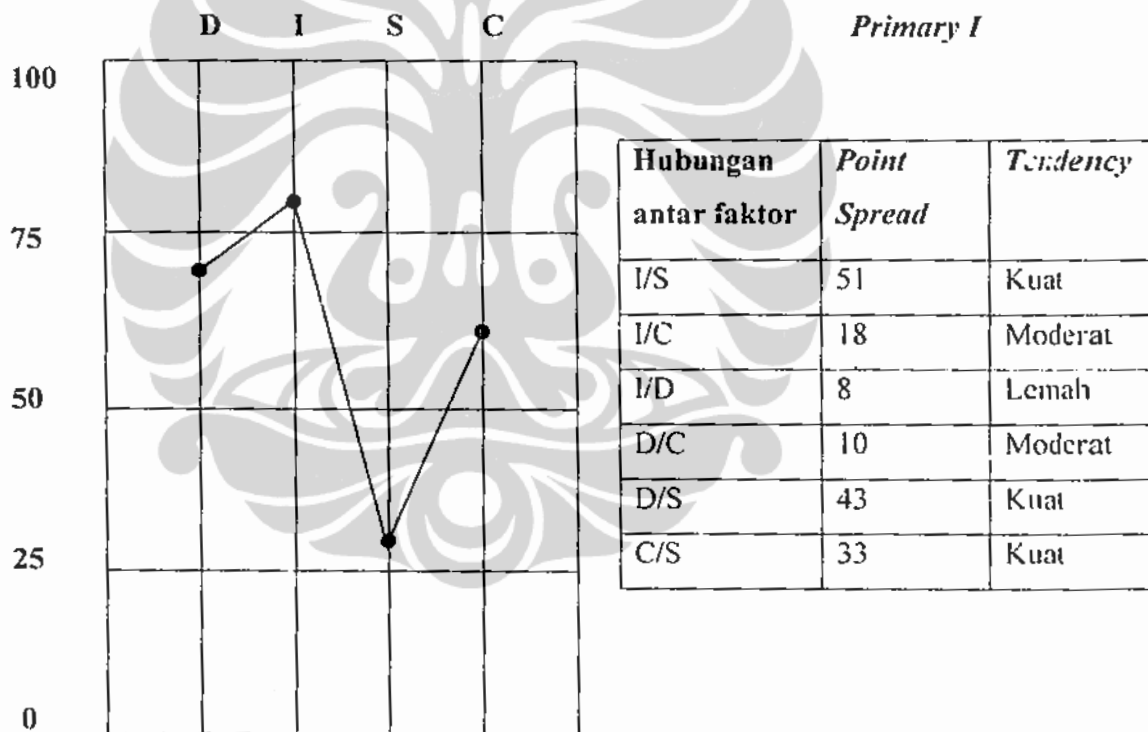 D I S C
Primary I
100
75
50
25
0
Hubungan antar faktor Point Spread Tendency
I/S 51 Kuat
I/C 18 Moderat
I/D 8 Lemah
D/C 10 Moderat
D/S 43 Kuat
C/S 33 Kuat